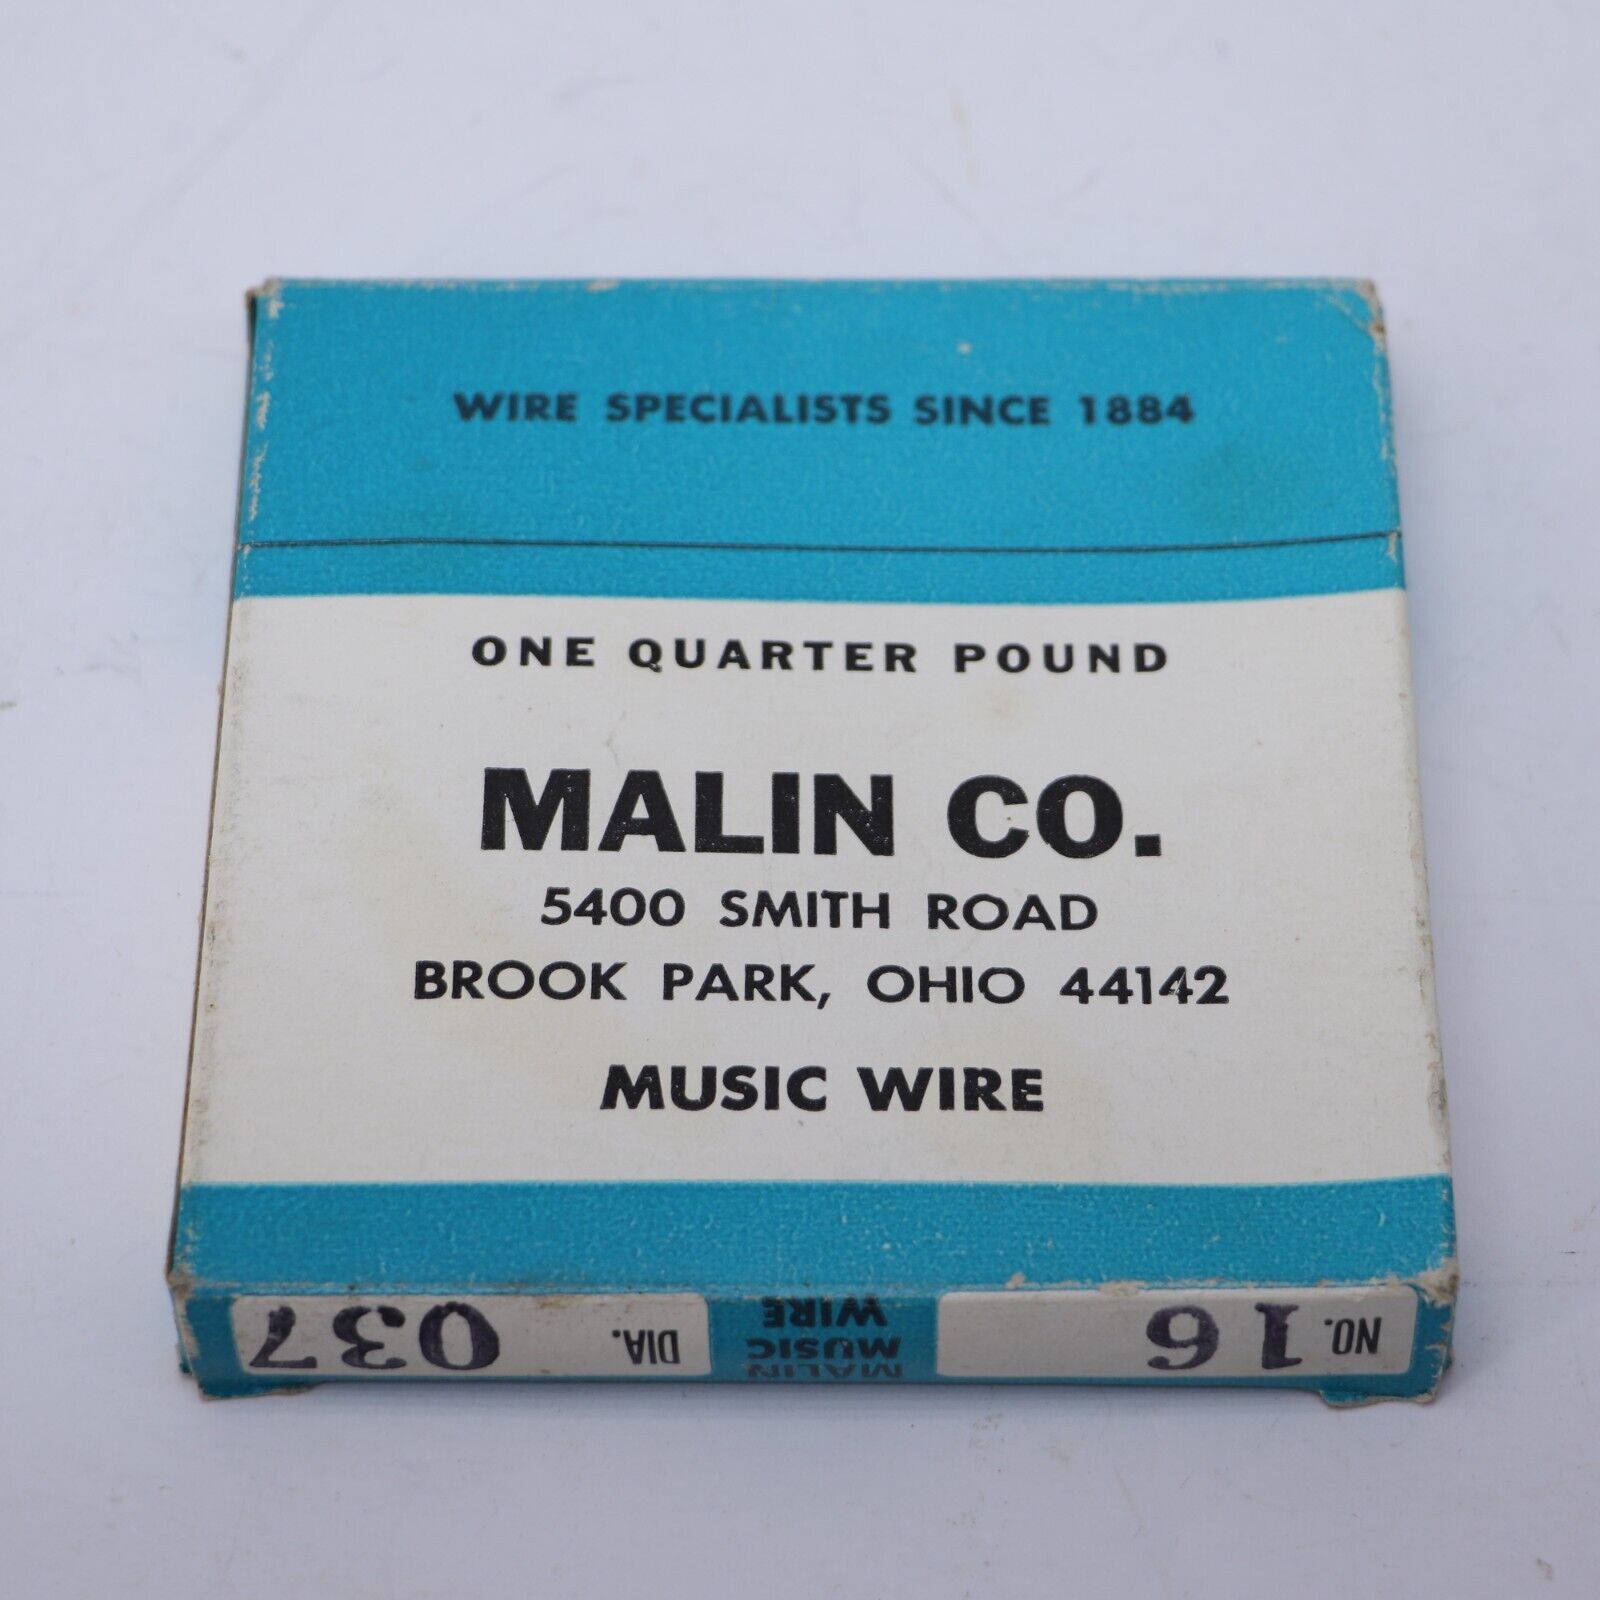 WIRE SPECIALISTS SINCE 1884
ONE QUARTER POUND
MALIN CO.
5400 SMITH ROAD
BROOK PARK, OHIO 44142
MUSIC WIRE
NO. 16
MALIN
MUSIC
WIRE
DIA. 037